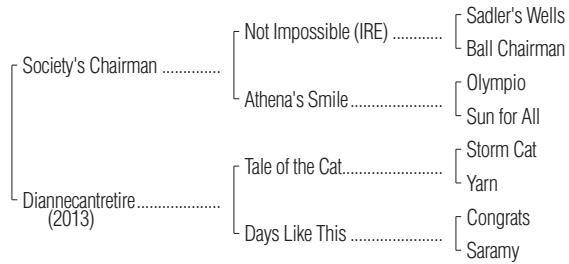 Sadler's Wells
Not Impossible (IRE) ............
Ball Chairman
Society's Chairman .............
Olympio
Athena's Smile......................
Sun for All
Storm Cat
Tale of the Cat........................
Yarn
Diannecantretire..................
(2013)
Congrats
Days Like This ......................
Saramy